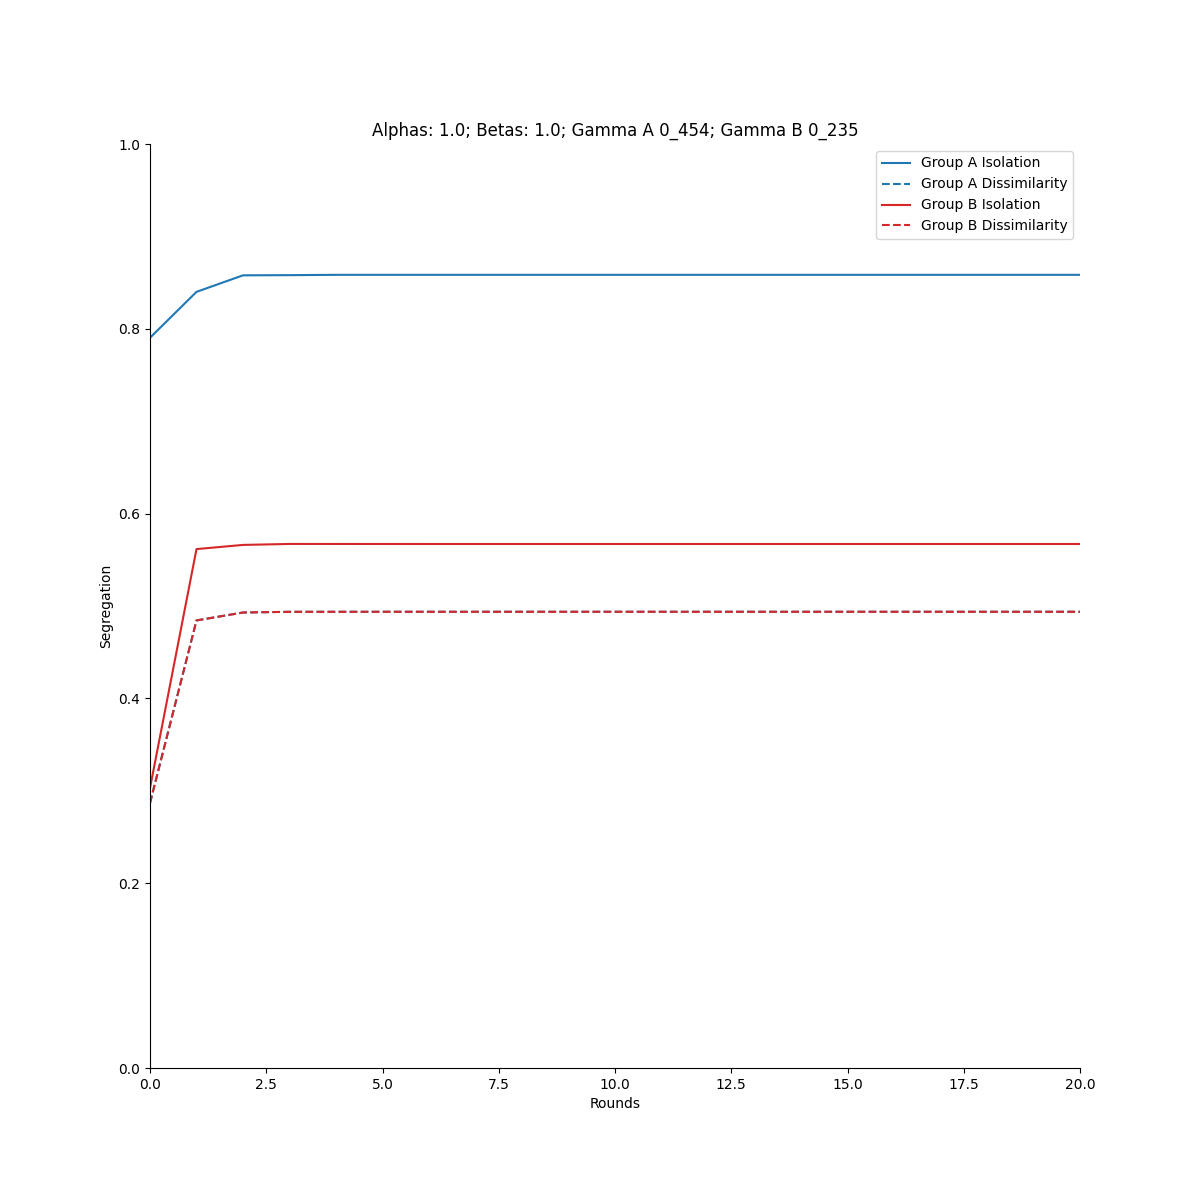 Alphas: 1.0; Betas: 1.0; Gamma A 0_454; Gamma B 0_235
Group A Isolation
Group A Dissimilarity
Group B Isolation
Group B Dissimilarity
1.0
0.8
0.6
0.4
0.2
0.0
Segregation
0.0 2.5 5.0 7.5 10.0 12.5 15.0 17.5 20.0
Rounds